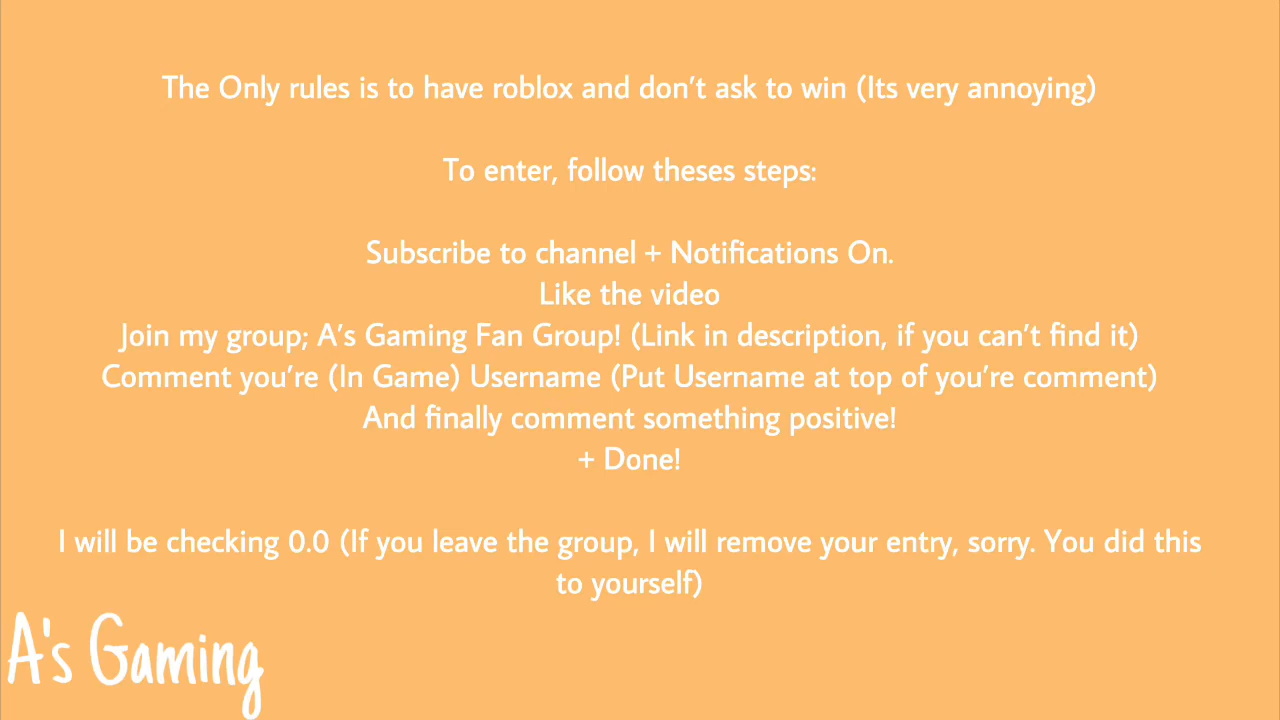 The Only rules is to have roblox and don't ask to win (Its very annoying)
To enter, follow theses steps:
Subscribe to channel + Notifications On.
Like the video
Join my group; A's Gaming Fan Group! (Link in description, if you can't find it)
Comment you're (In Game) Username (Put Username at top of you're comment)
And finally comment something positive!
+ Done!
I will be checking 0.0 (If you leave the group, I will remove your entry, sorry. You did this
to yourself)
A's Gaming